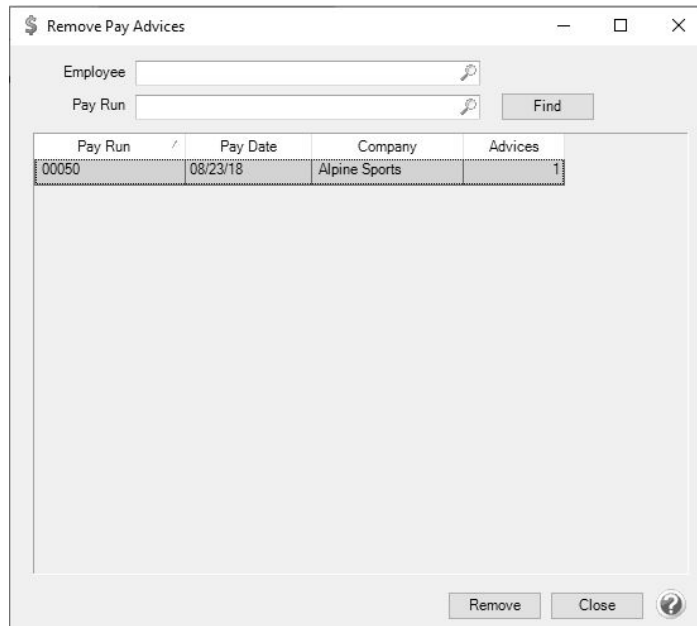 Remove Pay Advices
Employee
Pay Run
Find
Pay Run Pay Date Company Advices
00050 08/23/18 Alpine Sports 1
Remove Close